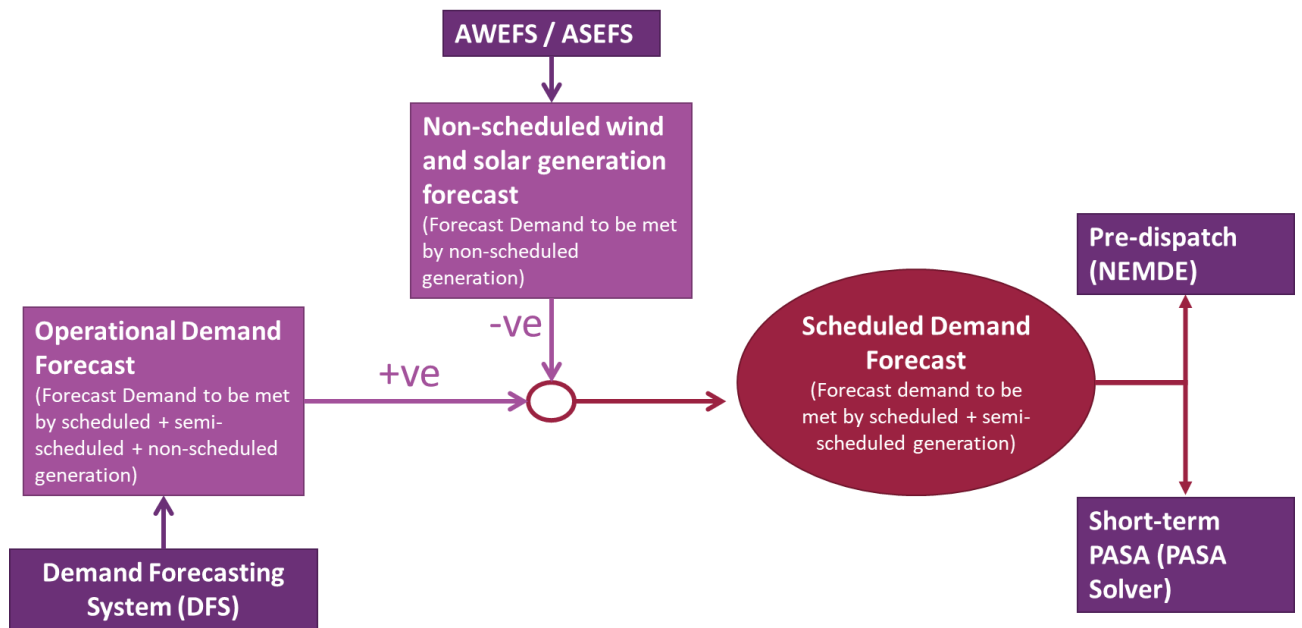 AWEFS / ASEFS
Non-scheduled wind
and solar generation
forecast
(Forecast Demand to be met
by non-scheduled
generation)
-ve
Operational Demand
Forecast
(Forecast Demand to be met
by scheduled + semi-
scheduled + non-scheduled
generation)
+ve
Demand Forecasting
System (DFS)
Scheduled Demand
Forecast
(Forecast demand to be
met by scheduled + semi-
scheduled generation)
Pre-dispatch
(NEMDE)
Short-term
PASA (PASA
Solver)